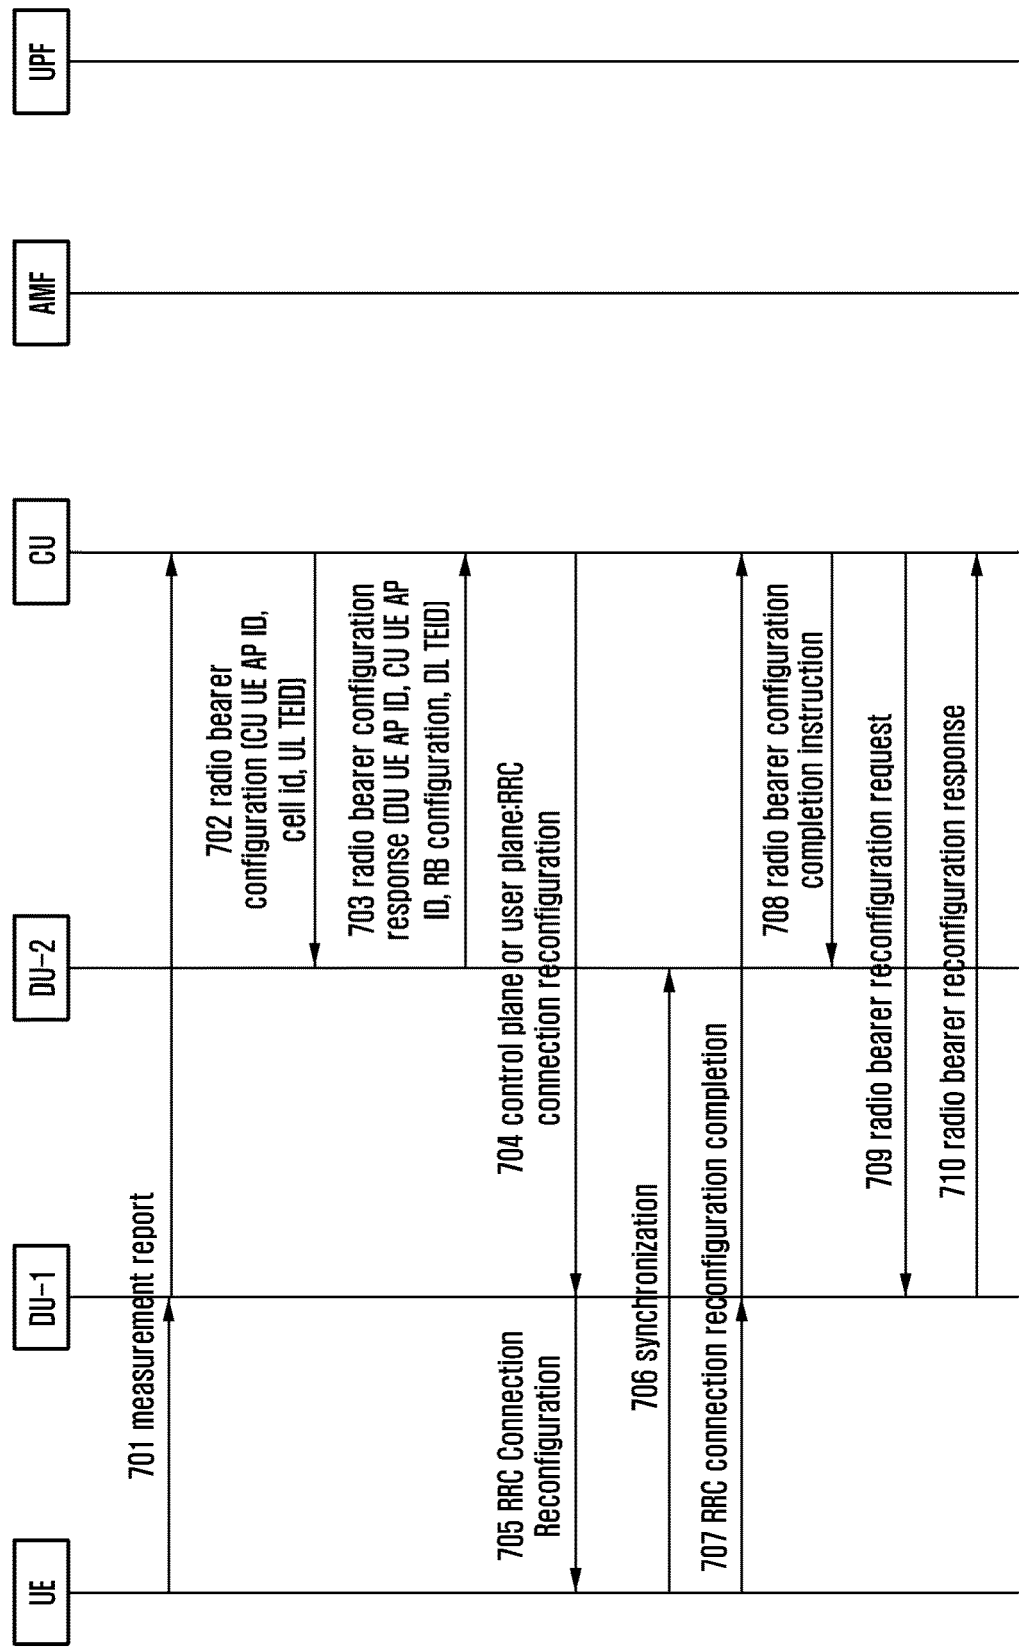 UE
DU-1
DU-2
CU
AMF
UPF
701 measurement report
702 radio bearer
configuration (CU UE AP ID,
cell id, UL TEID)
703 radio bearer configuration
response (DU UE AP ID, CU UE AP
ID, RB configuration, DL TEID)
704 control plane or user plane:RRC
connection reconfiguration
705 RRC Connection
Reconfiguration
706 synchronization
707 RRC connection reconfiguration completion
708 radio bearer configuration
completion instruction
709 radio bearer reconfiguration request
710 radio bearer reconfiguration response